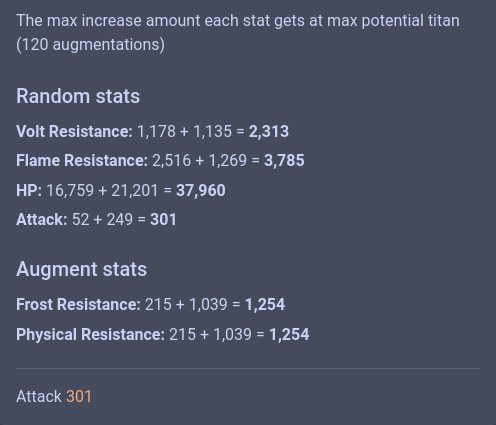 The max increase amount each stat gets at max potential titan
(120 augmentations)
Random stats
Volt Resistance: 1,178 + 1,135 = 2,313
Flame Resistance: 2,516 + 1,269 = 3,785
HP: 16,759 + 21,201 = 37,960
Attack: 52 + 249 = 301
Augment stats
Frost Resistance: 215 + 1,039 = 1,254
Physical Resistance: 215 + 1,039 = 1,254
Attack 301